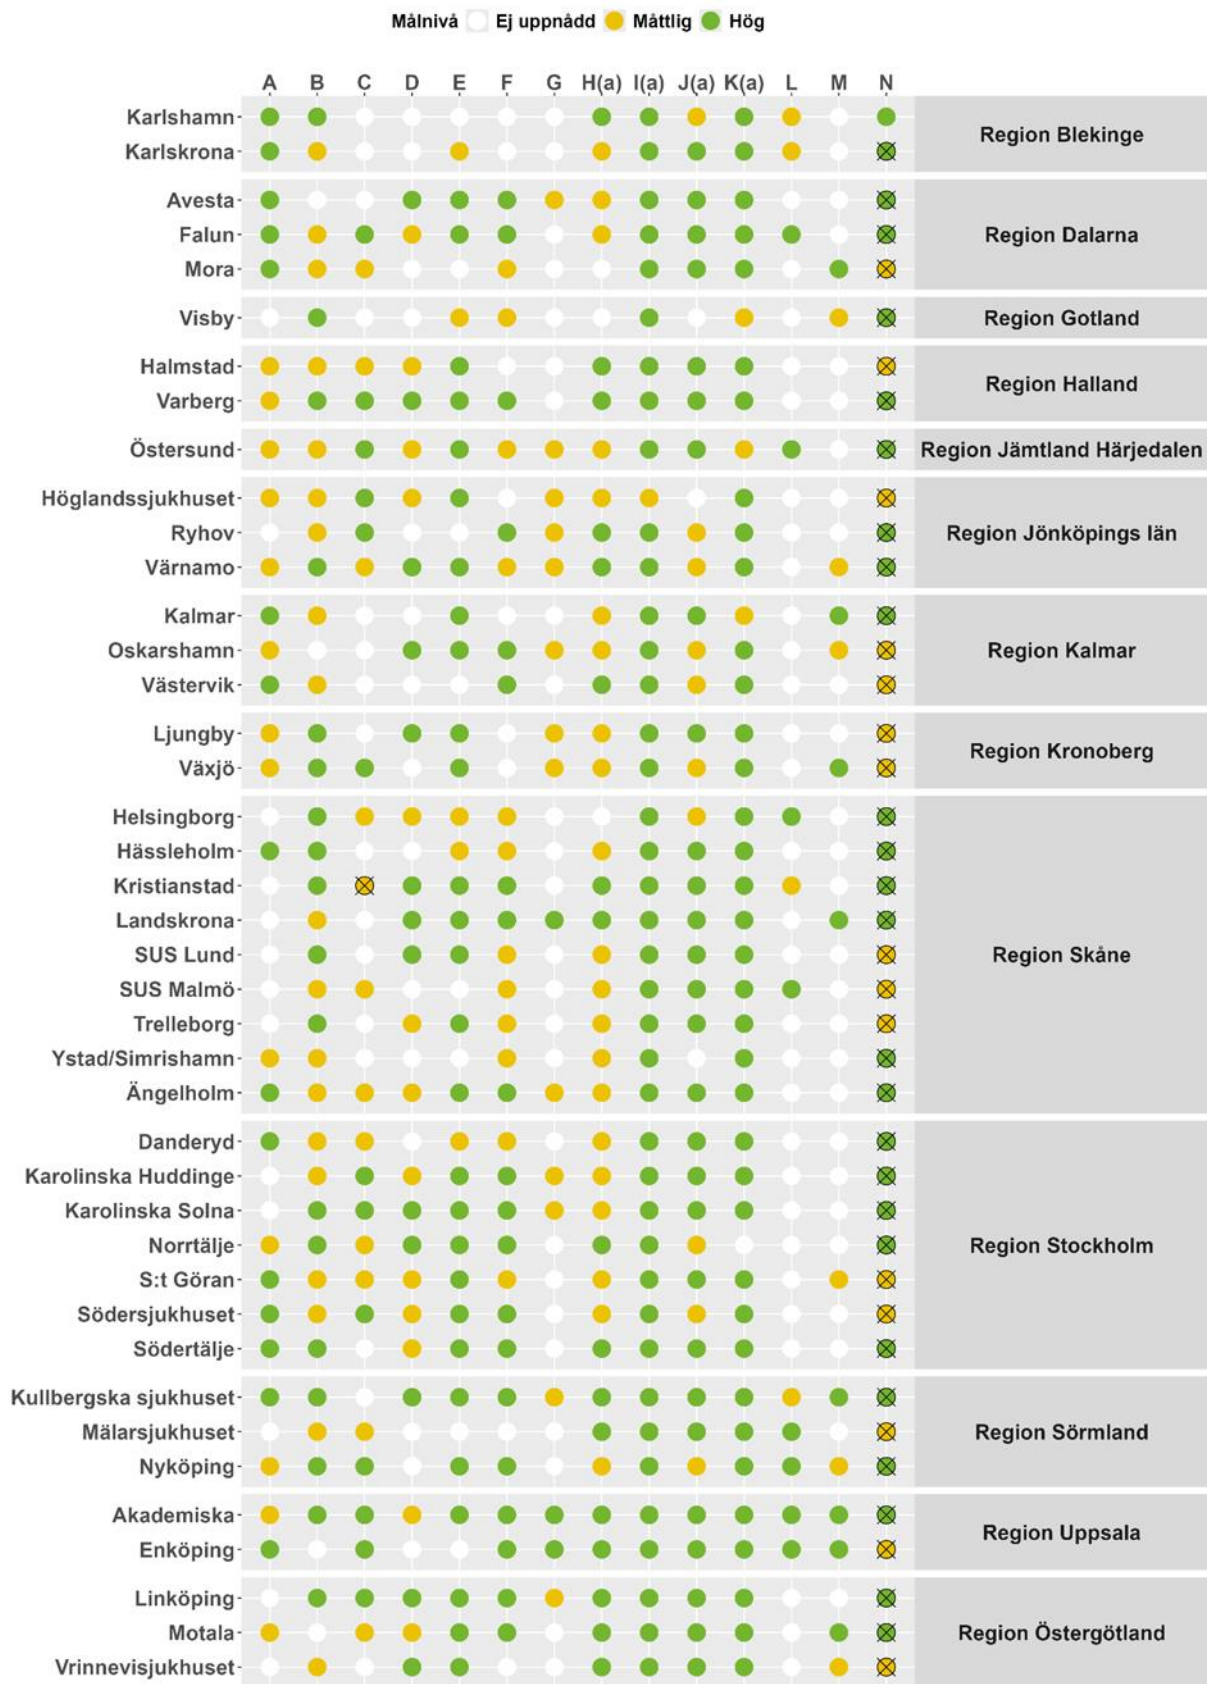 Målnivå Ej uppnådd Måttlig Hög
A B C D E F G H(a) I(a) J(a) K(a) L M N
Karlshamn
Karlskrona
Region Blekinge
Avesta
Falun
Mora
Region Dalarna
Visby
Region Gotland
Halmstad
Varberg
Region Halland
Östersund
Region Jämtland Härjedalen
Höglandssjukhuset
Ryhov
Värnamo
Region Jönköpings län
Kalmar
Oskarshamn
Västervik
Region Kalmar
Ljungby
Växjö
Region Kronoberg
Helsingborg
Hässleholm
Kristianstad
Landskrona
SUS Lund
SUS Malmö
Trelleborg
Ystad/Simrishamn
Ängelholm
Region Skåne
Danderyd
Karolinska Huddinge
Karolinska Solna
Norrtälje
S:t Göran
Södersjukhuset
Södertälje
Region Stockholm
Kullbergska sjukhuset
Mälarsjukhuset
Nyköping
Region Sörmland
Akademiska
Enköping
Region Uppsala
Linköping
Motala
Vrinnevisjukhuset
Region Östergötland